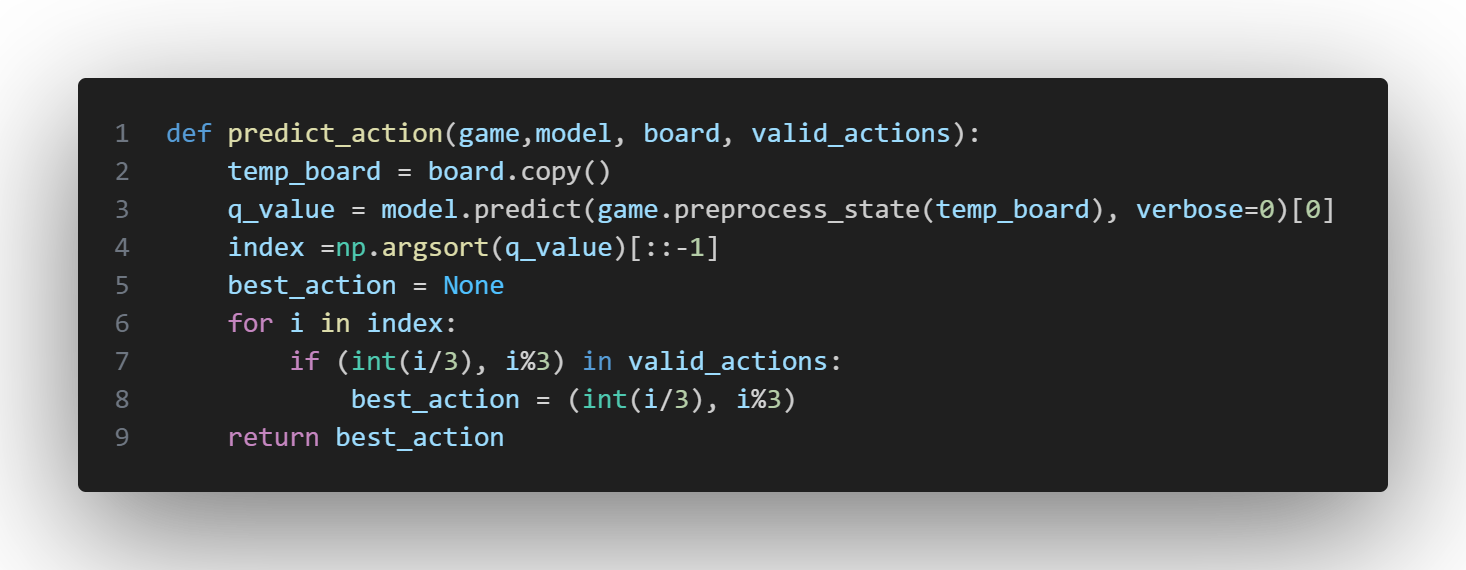 1 def predict_action(game,model, board, valid_actions):
2     temp_board = board.copy()
3     q_value = model.predict(game.preprocess_state(temp_board), verbose=0)[0]
4     index =np.argsort(q_value)[::-1]
5     best_action = None
6     for i in index:
7         if (int(i/3), i%3) in valid_actions:
8             best_action = (int(i/3), i%3)
9     return best_action